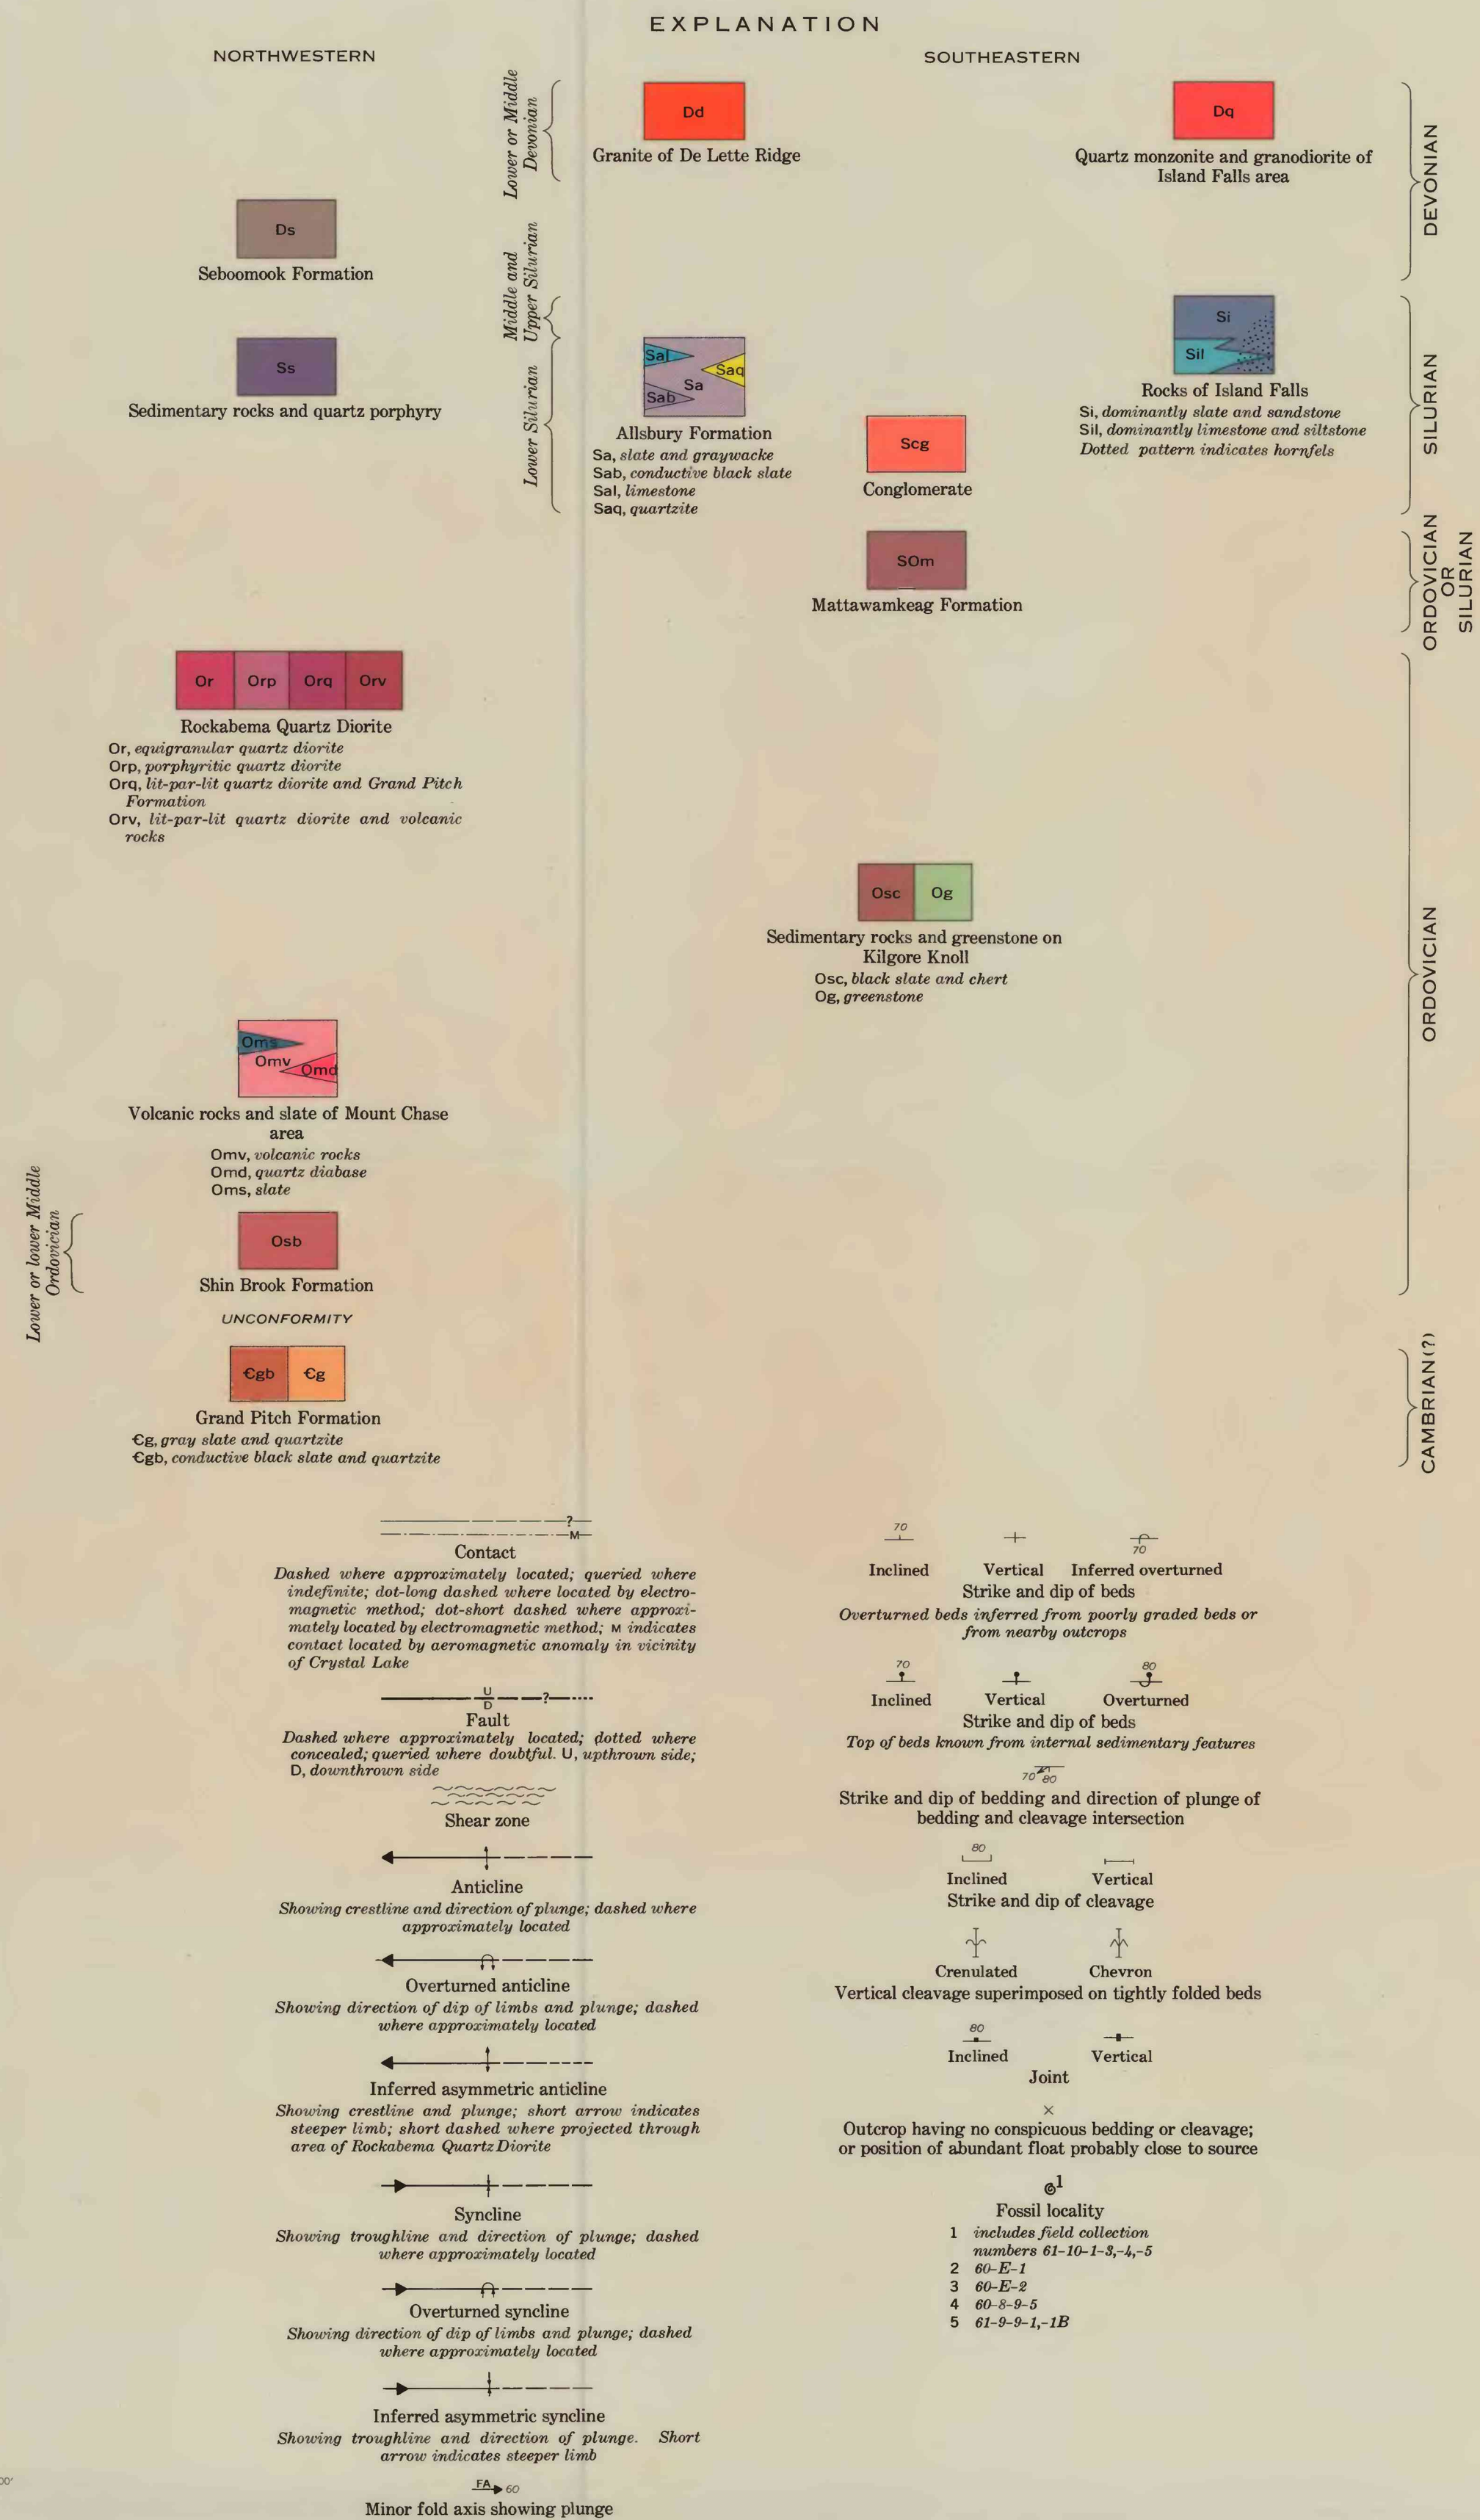 EXPLANATION
NORTHWESTERN
SOUTHEASTERN
Lower or Middle
Devonian
Dd
Granite of De Lette Ridge
Dq
Quartz monzonite and granodiorite of
Island Falls area
DEVONIAN
Ds
Seboomook Formation
Middle and
Upper Silurian
Ss
Sedimentary rocks and quartz porphyry
Lower Silurian
Sal
Saq
Sa
Sab
Allsbury Formation
Sa, slate and graywacke
Sab, conductive black slate
Sal, limestone
Saq, quartzite
Scg
Conglomerate
Si
Sil
Rocks of Island Falls
Si, dominantly slate and sandstone
Sil, dominantly limestone and siltstone
Dotted pattern indicates hornfels
SILURIAN
SOm
Mattawamkeag Formation
ORDOVICIAN
OR
SILURIAN
Or
Orp
Orq
Orv
Rockabema Quartz Diorite
Or, equigranular quartz diorite
Orp, porphyritic quartz diorite
Orq, lit-par-lit quartz diorite and Grand Pitch
Formation
Orv, lit-par-lit quartz diorite and volcanic
rocks
Osc
Og
Sedimentary rocks and greenstone on
Kilgore Knoll
Osc, black slate and chert
Og, greenstone
ORDOVICIAN
Oms
Omv
Omd
Volcanic rocks and slate of Mount Chase
area
Omv, volcanic rocks
Omd, quartz diabase
Oms, slate
Lower or lower Middle
Ordovician
Osb
Shin Brook Formation
UNCONFORMITY
Єgb
Єg
Grand Pitch Formation
Єg, gray slate and quartzite
Єgb, conductive black slate and quartzite
CAMBRIAN(?)
?
M
Contact
Dashed where approximately located; queried where
indefinite; dot-long dashed where located by electro-
magnetic method; dot-short dashed where approxi-
mately located by electromagnetic method; M indicates
contact located by aeromagnetic anomaly in vicinity
of Crystal Lake
U
D
?
Fault
Dashed where approximately located; dotted where
concealed; queried where doubtful. U, upthrown side;
D, downthrown side
Shear zone
Anticline
Showing crestline and direction of plunge; dashed where
approximately located
Overturned anticline
Showing direction of dip of limbs and plunge; dashed
where approximately located
Inferred asymmetric anticline
Showing crestline and plunge; short arrow indicates
steeper limb; short dashed where projected through
area of Rockabema Quartz Diorite
Syncline
Showing troughline and direction of plunge; dashed
where approximately located
Overturned syncline
Showing direction of dip of limbs and plunge; dashed
where approximately located
Inferred asymmetric syncline
Showing troughline and direction of plunge. Short
arrow indicates steeper limb
00'
FA 60
Minor fold axis showing plunge
70
70
Inclined Vertical Inferred overturned
Strike and dip of beds
Overturned beds inferred from poorly graded beds or
from nearby outcrops
70 80
Inclined Vertical Overturned
Strike and dip of beds
Top of beds known from internal sedimentary features
70 80
Strike and dip of bedding and direction of plunge of
bedding and cleavage intersection
80
Inclined Vertical
Strike and dip of cleavage
Crenulated Chevron
Vertical cleavage superimposed on tightly folded beds
80
Inclined Vertical
Joint
×
Outcrop having no conspicuous bedding or cleavage;
or position of abundant float probably close to source
1
Fossil locality
1 includes field collection
numbers 61-10-1-3,-4,-5
2 60-E-1
3 60-E-2
4 60-8-9-5
5 61-9-9-1,-1B